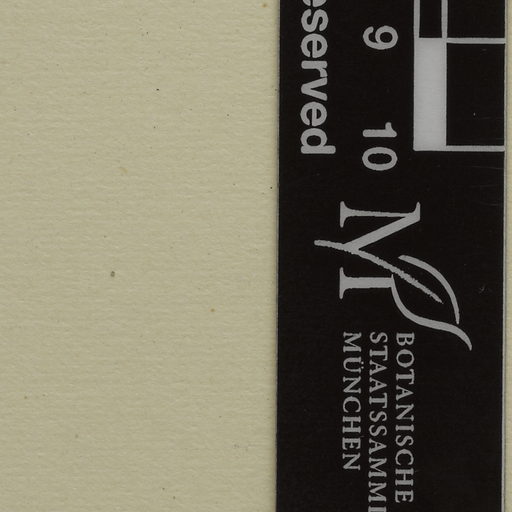 eserved
9 10
BOTANISCHE
STAATSSAMM
MÜNCHEN